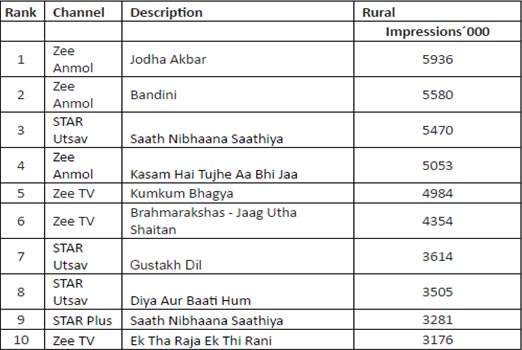 Rank Channel Description Rural
Impressions´000
1 Zee Anmol Jodha Akbar 5936
2 Zee Anmol Bandini 5580
3 STAR Utsav Saath Nibhaana Saathiya 5470
4 Zee Anmol Kasam Hai Tujhe Aa Bhi Jaa 5053
5 Zee TV Kumkum Bhagya 4984
6 Zee TV Brahmarakshas - Jaag Utha Shaitan 4354
7 STAR Utsav Gustakh Dil 3614
8 STAR Utsav Diya Aur Baati Hum 3505
9 STAR Plus Saath Nibhaana Saathiya 3281
10 Zee TV Ek Tha Raja Ek Thi Rani 3176